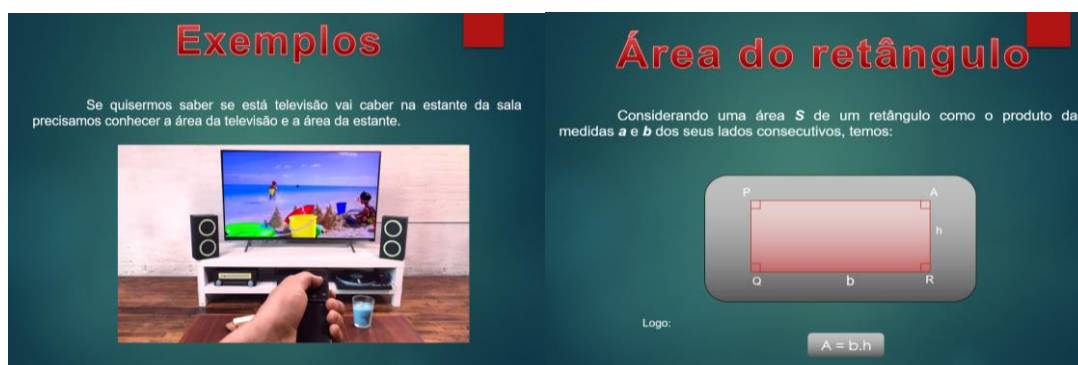 Exemplos
Se quisermos saber se está televisão vai caber na estante da sala
precisamos conhecer a área da televisão e a área da estante.
Área do retângulo
Considerando uma área S de um retângulo como o produto da
medidas a e b dos seus lados consecutivos, temos:
P
A
h
Q
b
R
Logo:
A = b.h